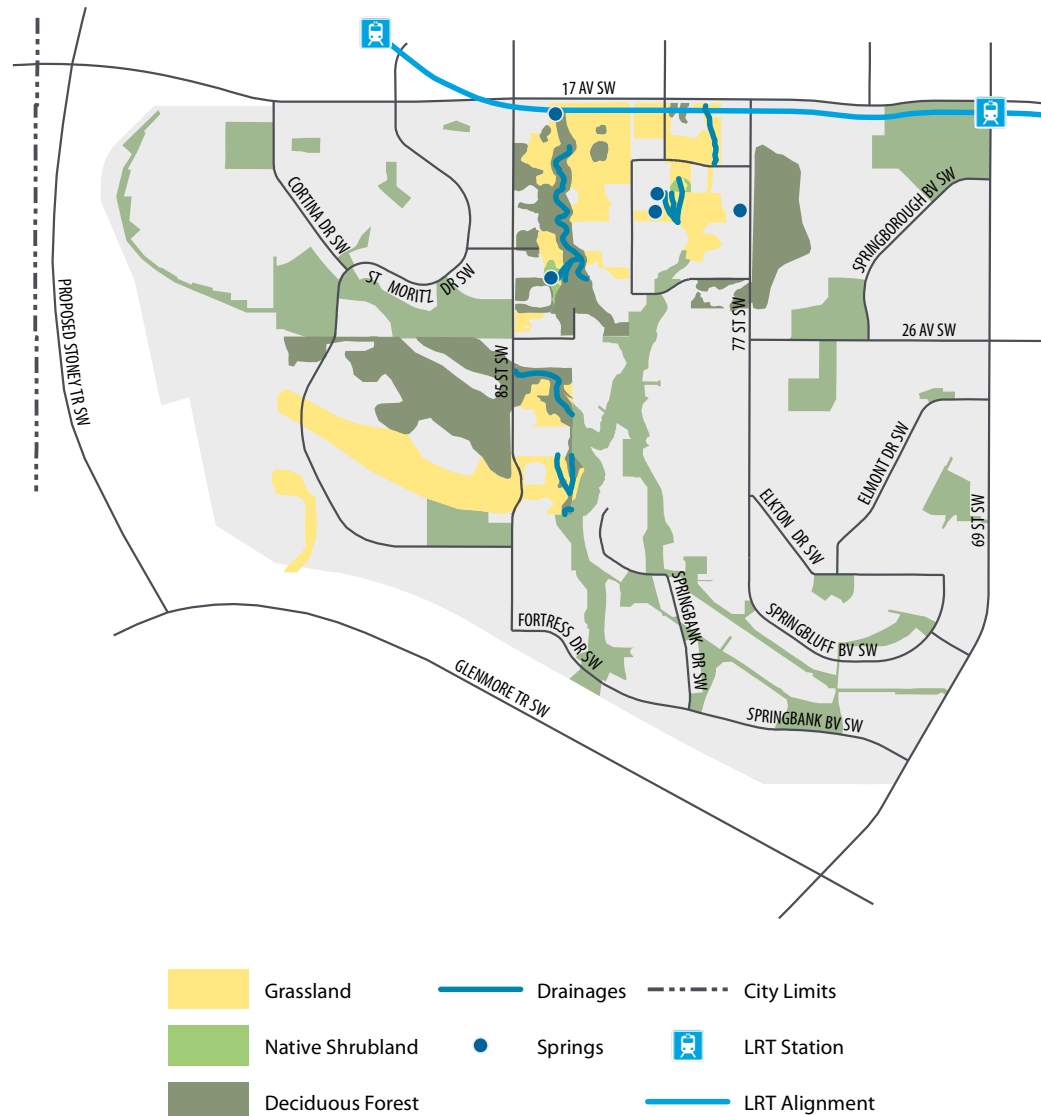 17 AV SW
CORTINA DR SW
ST MORITZ DR SW
SPRINGBOROUGH BV SW
PROPOSED STONEY TR SW
85 ST SW
77 ST SW
26 AV SW
ELMONT DR SW
ELKTON DR SW
69 ST SW
SPRINGBANK DR SW
SPRINGBLUFF BV SW
FORTRESS DR SW
GLENMORE TR SW
SPRINGBANK BV SW
Grassland
Drainages
City Limits
Native Shrubland
Springs
LRT Station
Deciduous Forest
LRT Alignment